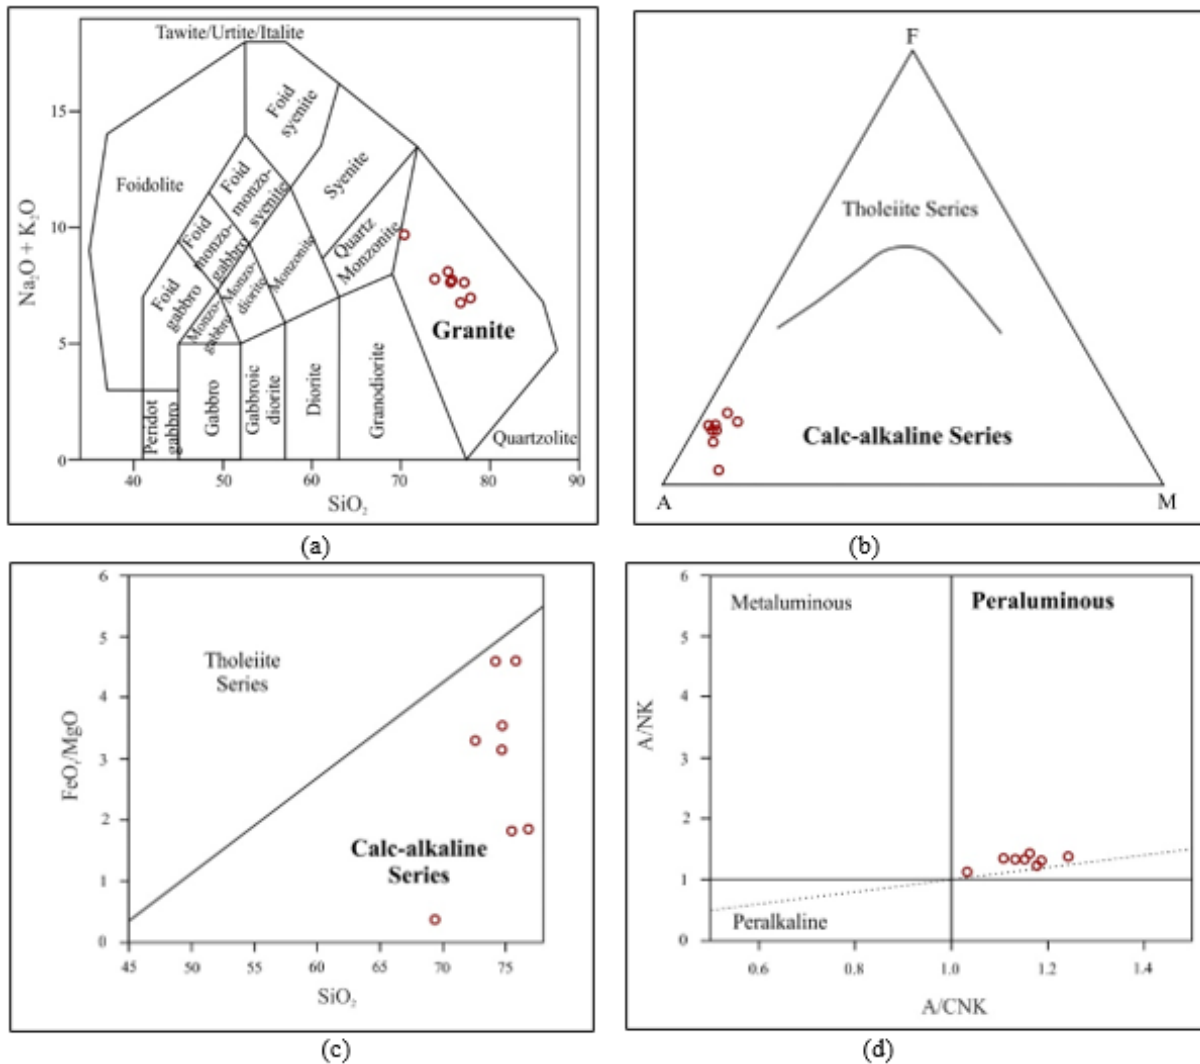 Tawite/Urtite/Italite
Foid
syenite
15
Foidolite
Foid
monzo-
syenite
Syenite
10
Foid
monzo-
gabbro
Quartz
Monzonite
Na₂O + K₂O
Foid
gabbro
Monzo-
diorite
Monzonite
Monzo-
gabbro
Granite
5
Peridot
gabbro
Gabbro
Gabbroic
diorite
Diorite
Granodiorite
Quartzolite
0
40
50
60
70
80
90
SiO₂
(a)
F
Tholeiite Series
Calc-alkaline Series
A
M
(b)
6
5
4
3
2
1
0
Tholeiite
Series
FeOₜ/MgO
Calc-alkaline
Series
45
50
55
60
65
70
75
SiO₂
(c)
6
5
4
3
2
1
0
Metaluminous
Peraluminous
A/NK
Peralkaline
0.6
0.8
1.0
1.2
1.4
A/CNK
(d)